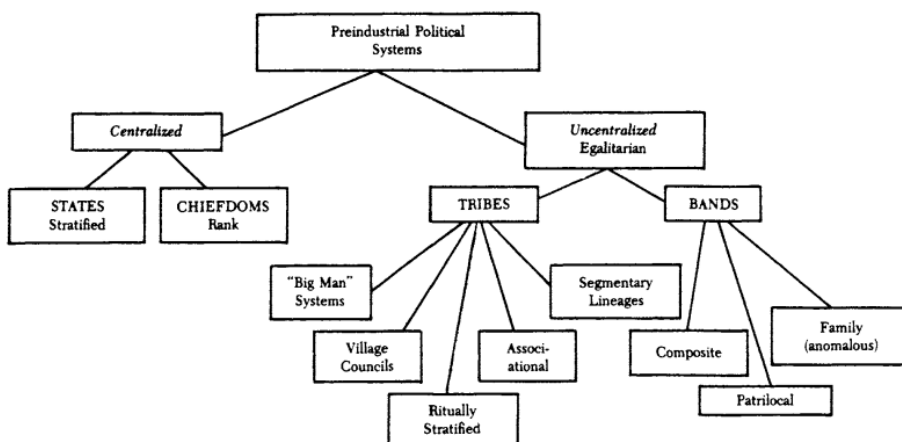 Preindustrial Political
Systems
Centralized
Uncentralized
Egalitarian
STATES
Stratified
CHIEFDOMS
Rank
TRIBES
BANDS
"Big Man"
Systems
Segmentary
Lineages
Village
Councils
Associ-
ational
Composite
Family
(anomalous)
Ritually
Stratified
Patrilocal